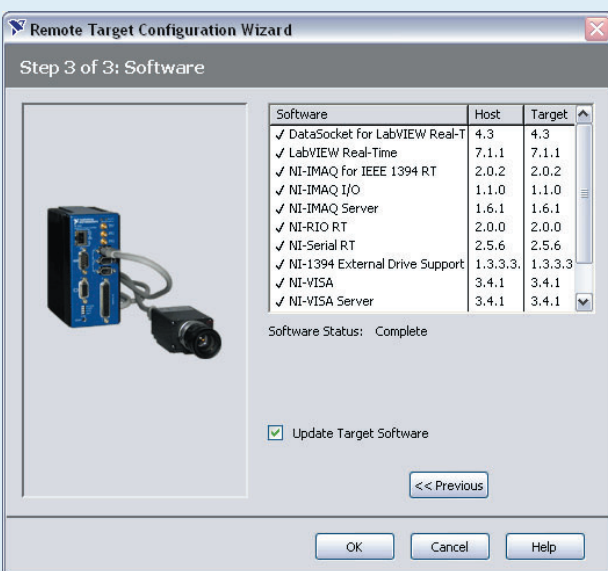 Remote Target Configuration Wizard
Step 3 of 3: Software
Software Host Target
✓ DataSocket for LabVIEW Real-T 4.3 4.3
✓ LabVIEW Real-Time 7.1.1 7.1.1
✓ NI-IMAQ for IEEE 1394 RT 2.0.2 2.0.2
✓ NI-IMAQ I/O 1.1.0 1.1.0
✓ NI-IMAQ Server 1.6.1 1.6.1
✓ NI-RIO RT 2.0.0 2.0.0
✓ NI-Serial RT 2.5.6 2.5.6
✓ NI-1394 External Drive Support 1.3.3.3. 1.3.3.3
✓ NI-VISA 3.4.1 3.4.1
✓ NI-VISA Server 3.4.1 3.4.1
Software Status: Complete
Update Target Software
<< Previous
OK Cancel Help